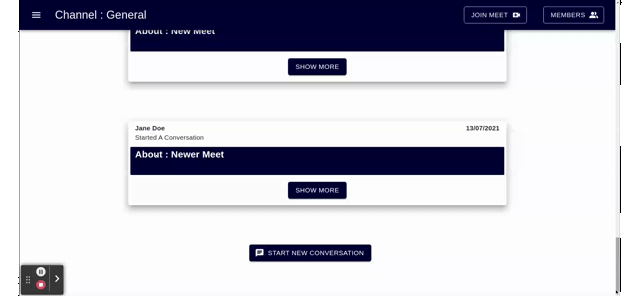 Channel : General
JOIN MEET
MEMBERS
About : New Meet
SHOW MORE
Jane Doe
13/07/2021
Started A Conversation
About : Newer Meet
SHOW MORE
START NEW CONVERSATION